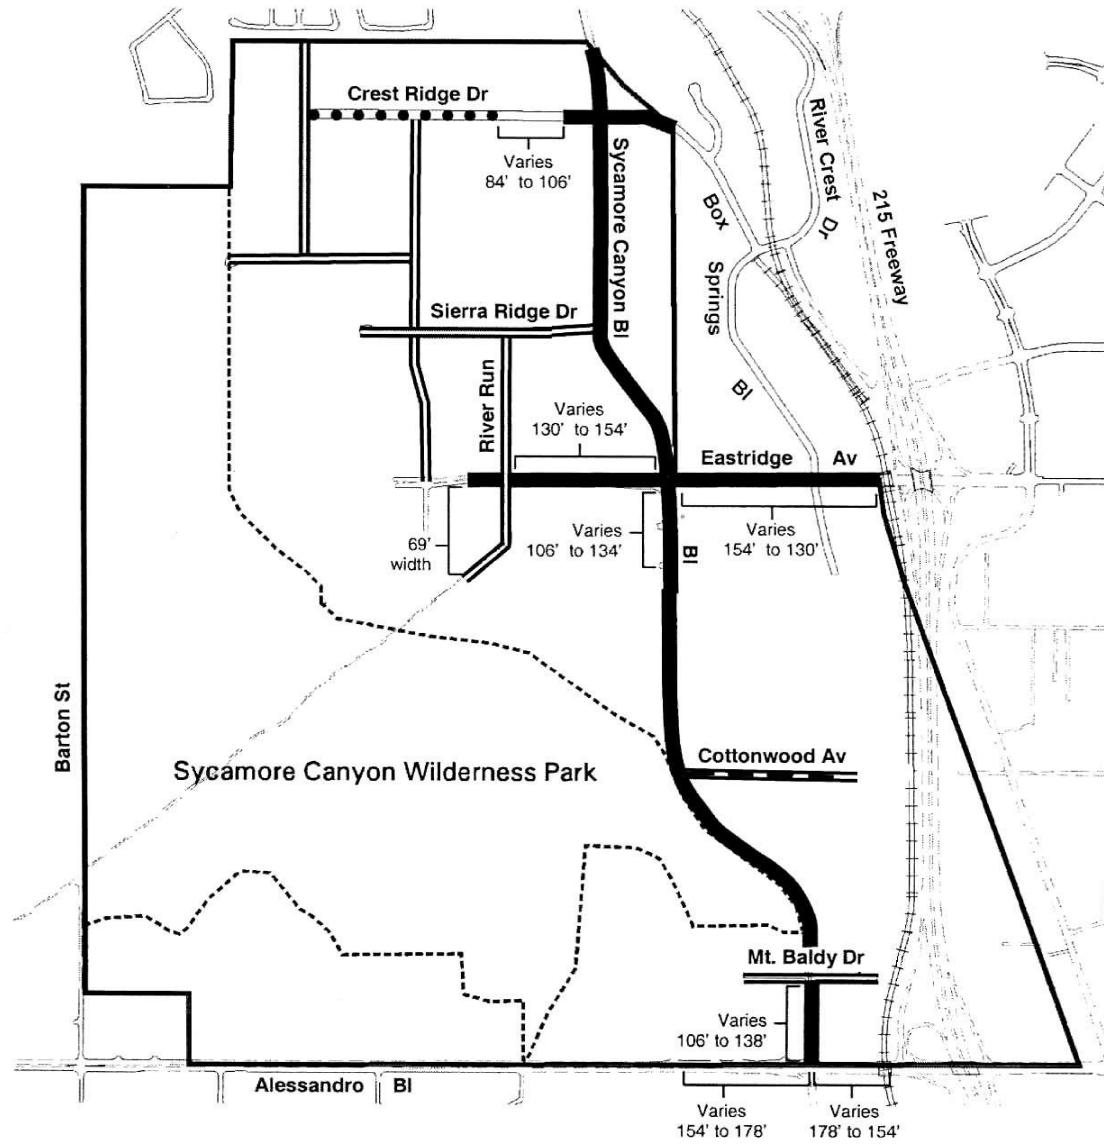 Crest Ridge Dr
Varies
84' to 106'
Sycamore Canyon Bl
River Crest Dr
215 Freeway
Box Springs Bl
Sierra Ridge Dr
River Run
Varies
130' to 154'
Eastridge Av
69'
width
Varies
106' to 134'
Bl
Varies
154' to 130'
Barton St
Cottonwood Av
Sycamore Canyon Wilderness Park
Mt. Baldy Dr
Varies
106' to 138'
Alessandro Bl
Varies
154' to 178'
Varies
178' to 154'